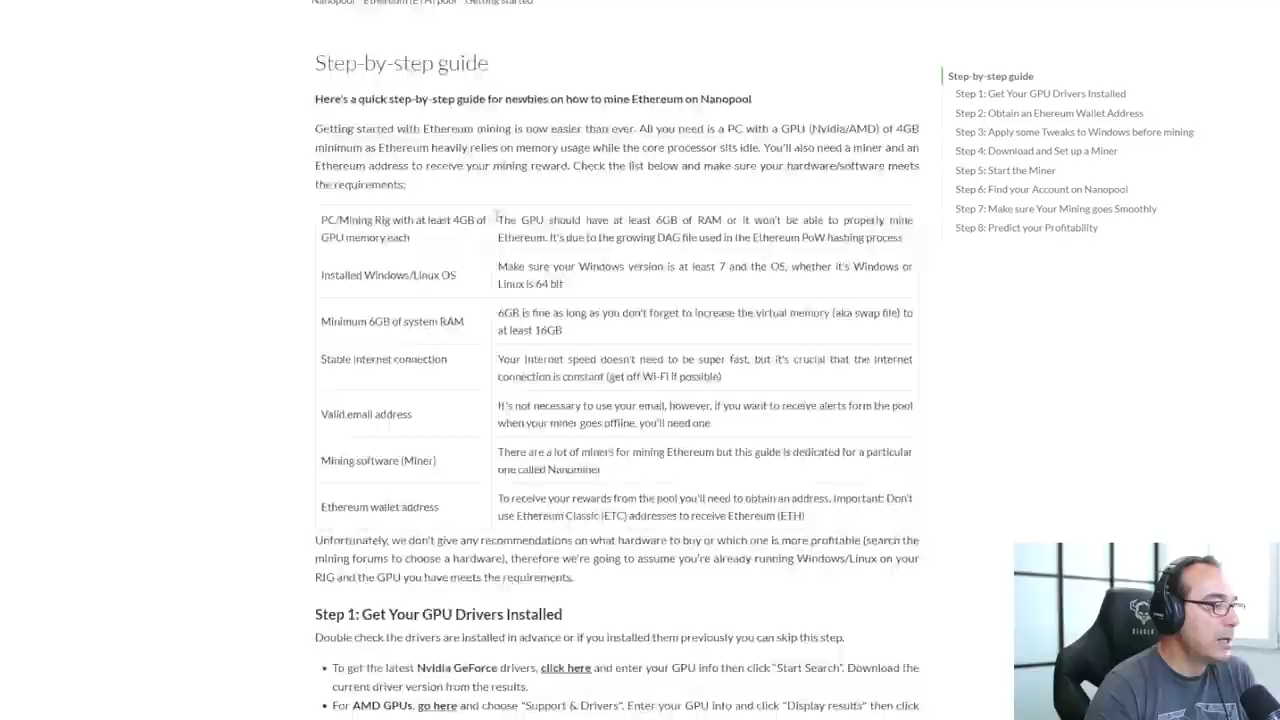 Nanopool Ethereum (ETH) pool Getting started
Step-by-step guide
Here's a quick step-by-step guide for newbies on how to mine Ethereum on Nanopool
Getting started with Ethereum mining is now easier than ever. All you need is a PC with a GPU (Nvidia/AMD) of 4GB
minimum as Ethereum heavily relies on memory usage while the core processor sits idle. You'll also need a miner and an
Ethereum address to receive your mining reward. Check the list below and make sure your hardware/software meets
the requirements:
PC/Mining Rig with at least 4GB of
GPU memory each
The GPU should have at least 6GB of RAM or it won't be able to properly mine
Ethereum. It's due to the growing DAG file used in the Ethereum PoW hashing process
Installed Windows/Linux OS
Make sure your Windows version is at least 7 and the OS, whether it's Windows or
Linux is 64 bit
Minimum 6GB of system RAM
6GB is fine as long as you don't forget to increase the virtual memory (aka swap file) to
at least 16GB
Stable internet connection
Your Internet speed doesn't need to be super fast, but it's crucial that the Internet
connection is constant (get off Wi-Fi if possible)
Valid email address
It's not necessary to use your email, however, if you want to receive alerts form the pool
when your miner goes offline, you'll need one
Mining software (Miner)
There are a lot of miners for mining Ethereum but this guide is dedicated for a particular
one called Nanominer
Ethereum wallet address
To receive your rewards from the pool you'll need to obtain an address. Important: Don't
use Ethereum Classic (ETC) addresses to receive Ethereum (ETH)
Unfortunately, we don't give any recommendations on what hardware to buy or which one is more profitable (search the
mining forums to choose a hardware), therefore we're going to assume you're already running Windows/Linux on your
RIG and the GPU you have meets the requirements.
Step 1: Get Your GPU Drivers Installed
Double check the drivers are installed in advance or if you installed them previously you can skip this step.
• To get the latest Nvidia GeForce drivers, click here and enter your GPU info then click "Start Search". Download the
current driver version from the results.
• For AMD GPUs, go here and choose "Support & Drivers". Enter your GPU info and click "Display results" then click
Step-by-step guide
Step 1: Get Your GPU Drivers Installed
Step 2: Obtain an Ehereum Wallet Address
Step 3: Apply some Tweaks to Windows before mining
Step 4: Download and Set up a Miner
Step 5: Start the Miner
Step 6: Find your Account on Nanopool
Step 7: Make sure Your Mining goes Smoothly
Step 8: Predict your Profitability